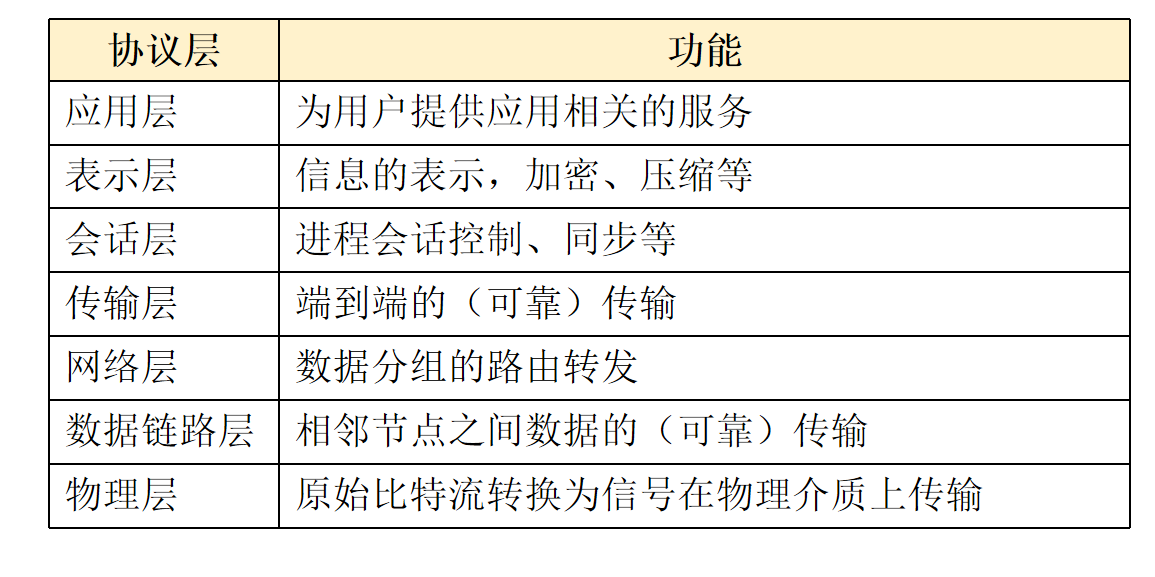 协议层 功能
应用层 为用户提供应用相关的服务
表示层 信息的表示，加密、压缩等
会话层 进程会话控制、同步等
传输层 端到端的（可靠）传输
网络层 数据分组的路由转发
数据链路层 相邻节点之间数据的（可靠）传输
物理层 原始比特流转换为信号在物理介质上传输